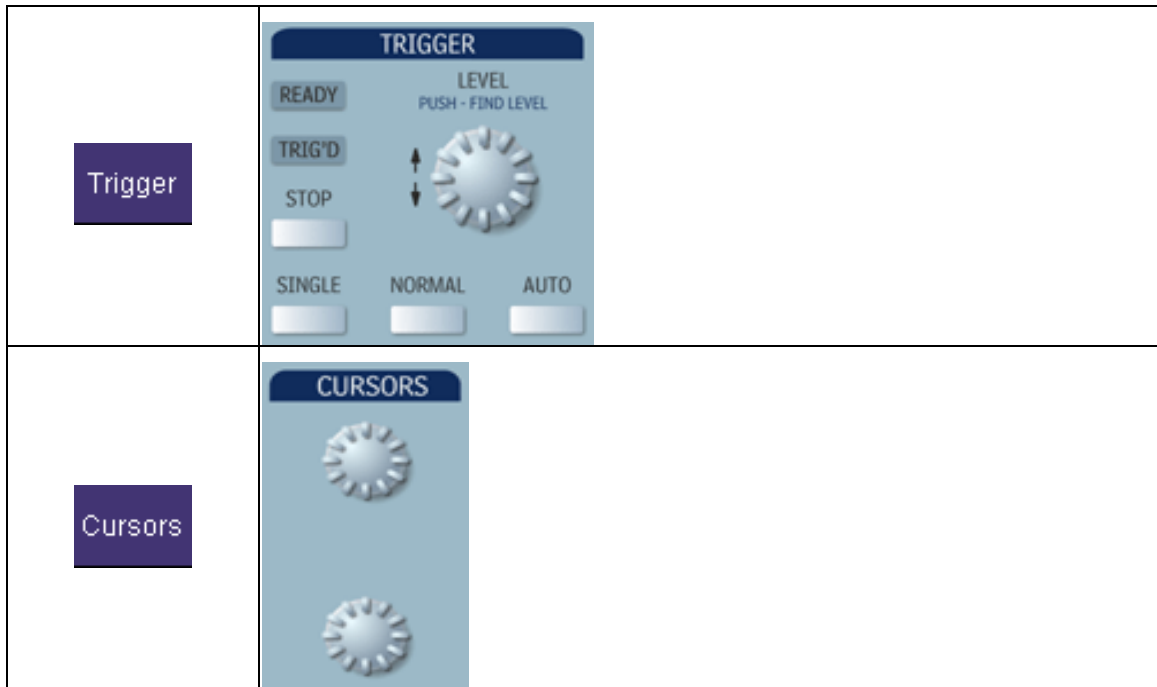 Trigger
TRIGGER
READY
LEVEL
PUSH - FIND LEVEL
TRIG'D
STOP
SINGLE NORMAL AUTO
Cursors
CURSORS